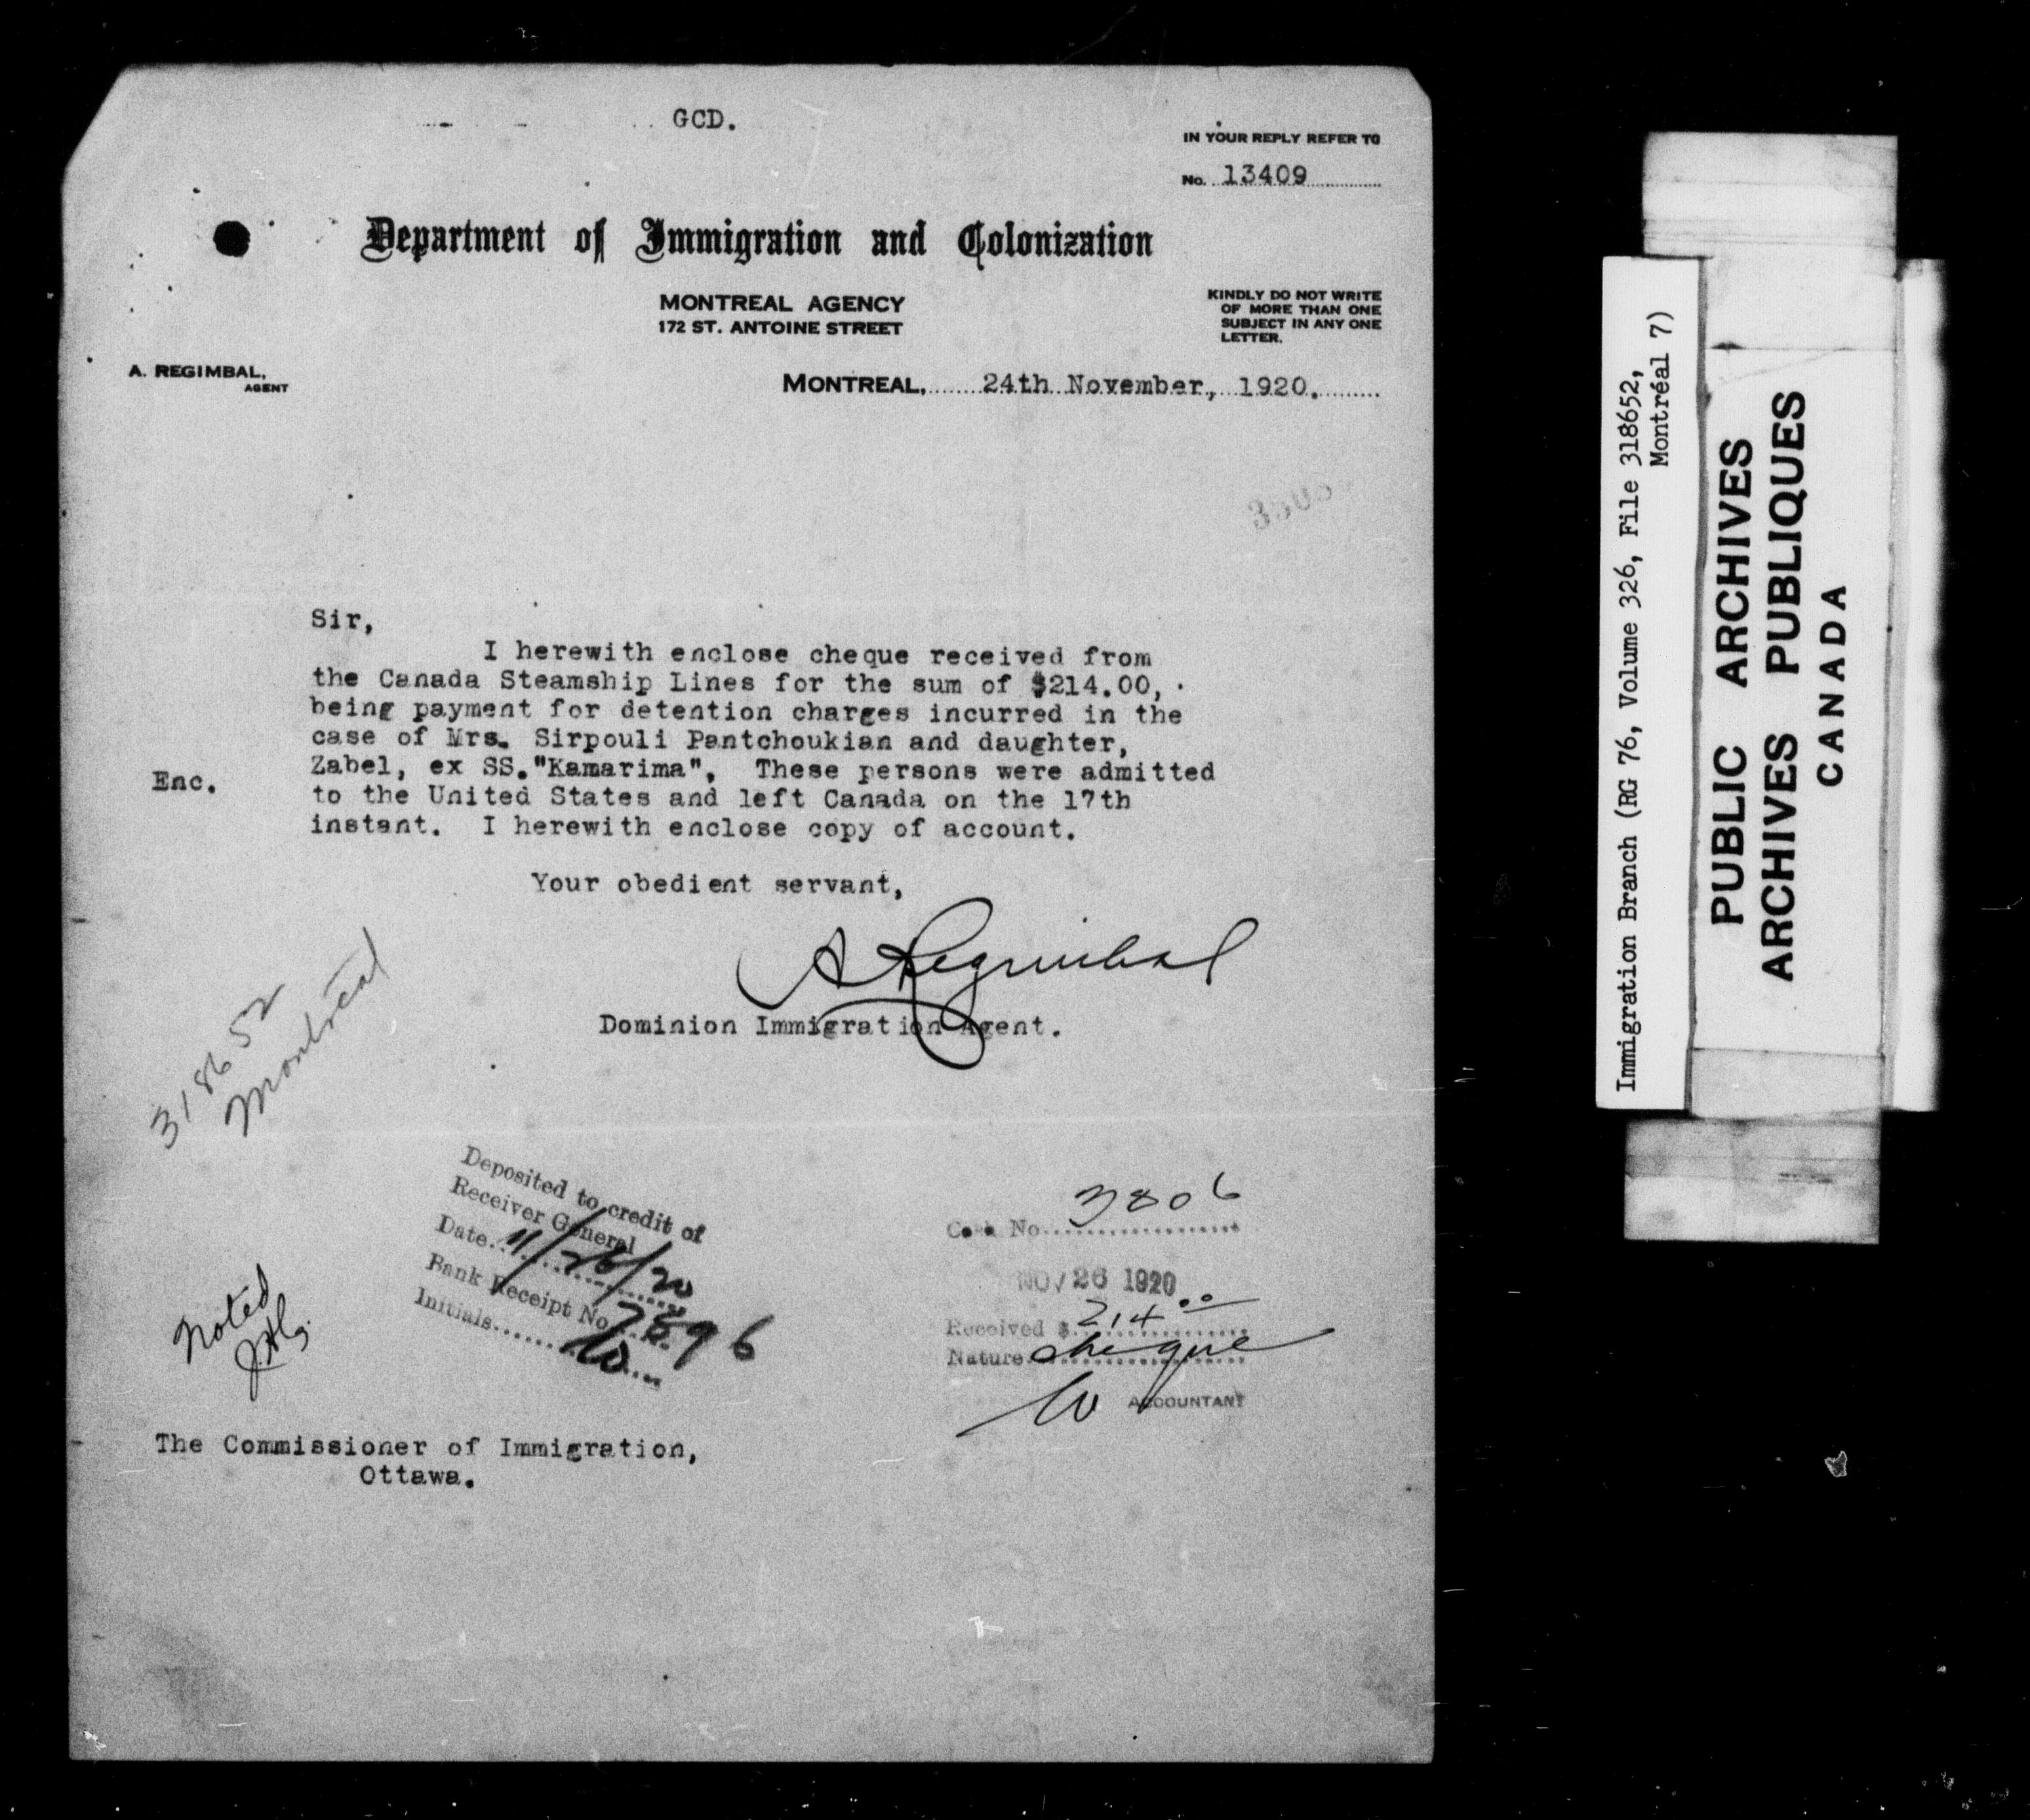 GCD.
IN YOUR REPLY REFER TO
No. 13409
Department of Immigration and Colonization
MONTREAL AGENCY
172 ST. ANTOINE STREET
KINDLY DO NOT WRITE
OF MORE THAN ONE
SUBJECT IN ANY ONE
LETTER.
A. REGIMBAL,
AGENT
MONTREAL, 24th November, 1920.
Sir,
I herewith enclose cheque received from
the Canada Steamship Lines for the sum of $214.00,
being payment for detention charges incurred in the
case of Mrs. Sirpouli Pantchoukian and daughter,
Zabel, ex SS."Kamarima", These persons were admitted
Enc.
to the United States and left Canada on the 17th
instant. I herewith enclose copy of account.
Your obedient servant,
A Regimbal
Dominion Immigration Agent.
318652
Montreal
Deposited to credit of
Receiver General
Date 11/26/20
Bank Receipt No. 7896
Initials W
3806
No.
NOV 26 1920
Received $ 214.00
Nature cheque
W ACCOUNTANT
Noted
The Commissioner of Immigration,
Ottawa.
Immigration Branch (RG 76, Volume 326, File 318652,
Montréal 7)
PUBLIC ARCHIVES
ARCHIVES PUBLIQUES
CANADA